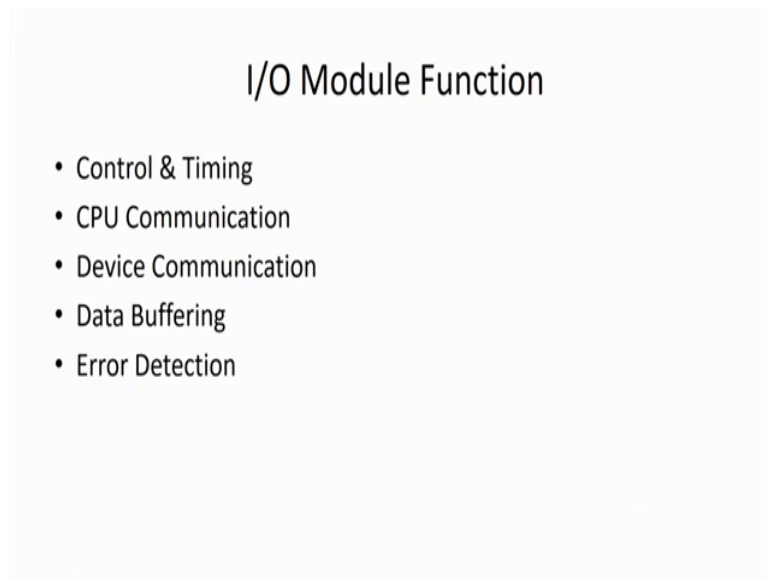 I/O Module Function
• Control & Timing
• CPU Communication
• Device Communication
• Data Buffering
• Error Detection